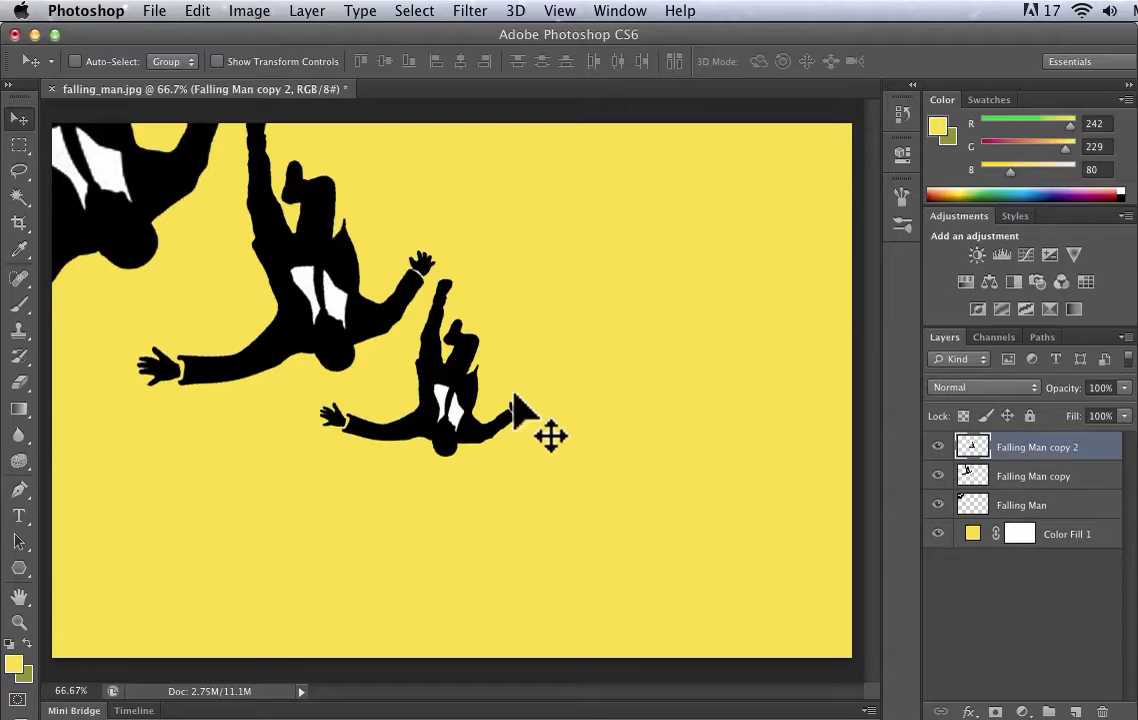 Photoshop File Edit Image Layer Type Select Filter 3D View Window Help 17
Adobe Photoshop CS6
Auto-Select: Group Show Transform Controls 3D Mode: Essentials
× falling_man.jpg @ 66.7% (Falling Man copy 2, RGB/8#) *
Color Swatches
R 242
G 229
B 80
Adjustments Styles
Add an adjustment
Layers Channels Paths
Kind
Normal Opacity: 100%
Lock: Fill: 100%
Falling Man copy 2
Falling Man copy
Falling Man
Color Fill 1
66.67% Doc: 2.75M/11.1M
Mini Bridge Timeline